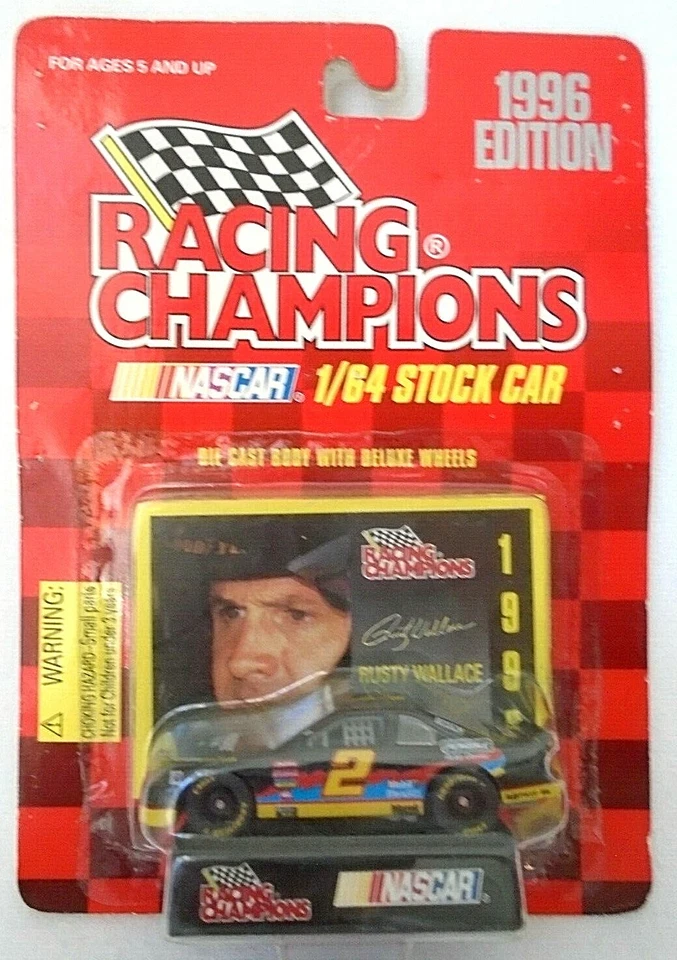 FOR AGES 5 AND UP
1996
EDITION
RACING
CHAMPIONS®
NASCAR® 1/64 STOCK CAR
DIE CAST BODY WITH DELUXE WHEELS
RACING
CHAMPIONS
1
9
9
Rusty Wallace
RUSTY WALLACE
⚠ WARNING:
CHOKING HAZARD-Small parts
Not for Children under 3 years
2
RACING
CHAMPIONS
NASCAR